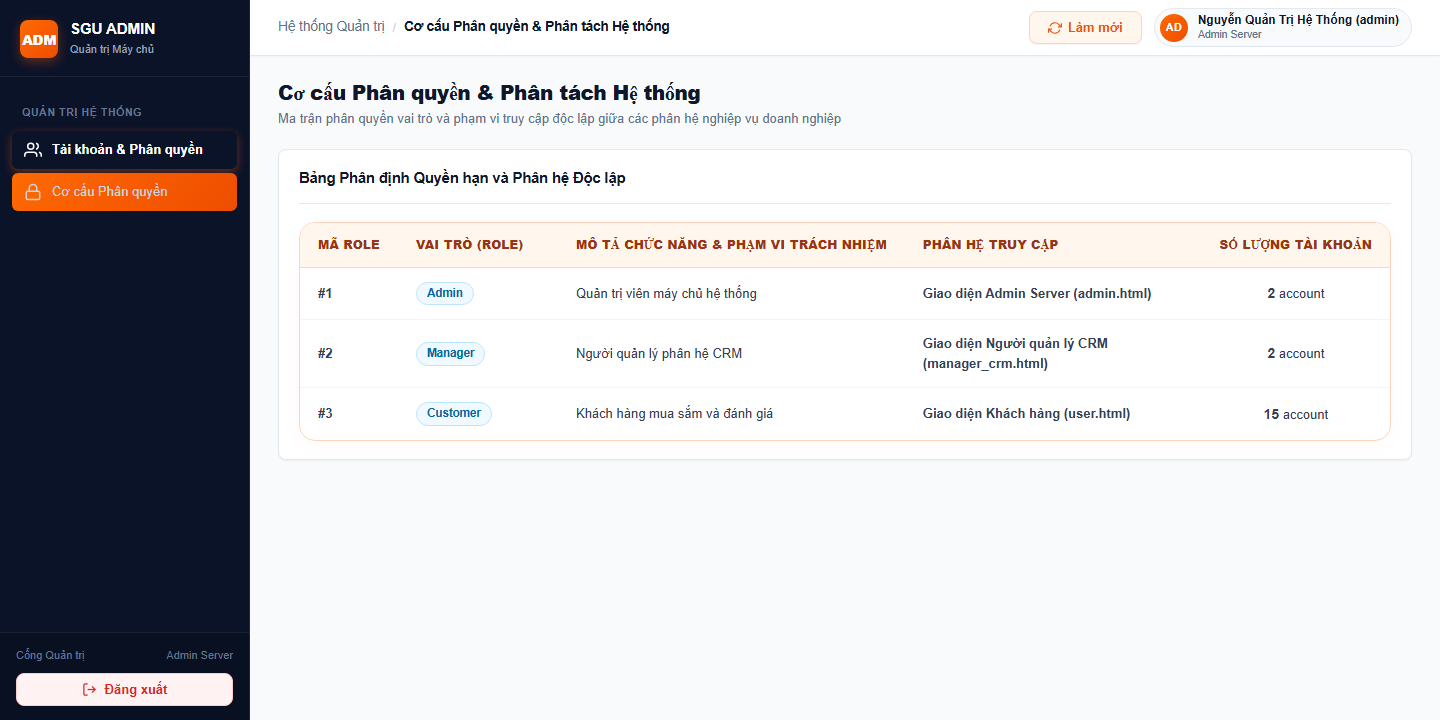 ADM
SGU ADMIN
Quản trị Máy chủ
QUẢN TRỊ HỆ THỐNG
Tài khoản & Phân quyền
Cơ cấu Phân quyền
Cổng Quản trị
Admin Server
Đăng xuất
Hệ thống Quản trị / Cơ cấu Phân quyền & Phân tách Hệ thống
Làm mới
AD
Nguyễn Quản Trị Hệ Thống (admin)
Admin Server
Cơ cấu Phân quyền & Phân tách Hệ thống
Ma trận phân quyền vai trò và phạm vi truy cập độc lập giữa các phân hệ nghiệp vụ doanh nghiệp
Bảng Phân định Quyền hạn và Phân hệ Độc lập
MÃ ROLE VAI TRÒ (ROLE) MÔ TẢ CHỨC NĂNG & PHẠM VI TRÁCH NHIỆM PHÂN HỆ TRUY CẬP SỐ LƯỢNG TÀI KHOẢN
#1 Admin Quản trị viên máy chủ hệ thống Giao diện Admin Server (admin.html) 2 account
#2 Manager Người quản lý phân hệ CRM Giao diện Người quản lý CRM (manager_crm.html) 2 account
#3 Customer Khách hàng mua sắm và đánh giá Giao diện Khách hàng (user.html) 15 account